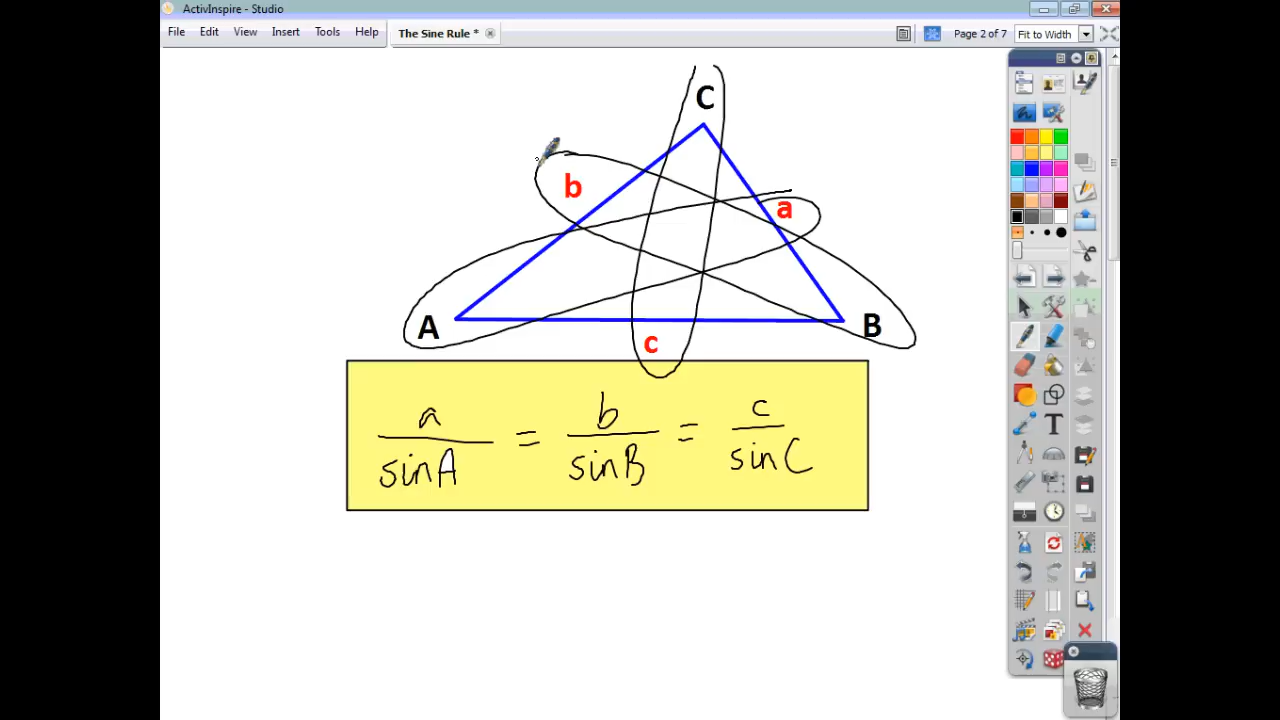 ActivInspire - Studio
File Edit View Insert Tools Help
The Sine Rule *
Page 2 of 7
Fit to Width
C
b
a
A
B
c
a/sinA = b/sinB = c/sinC